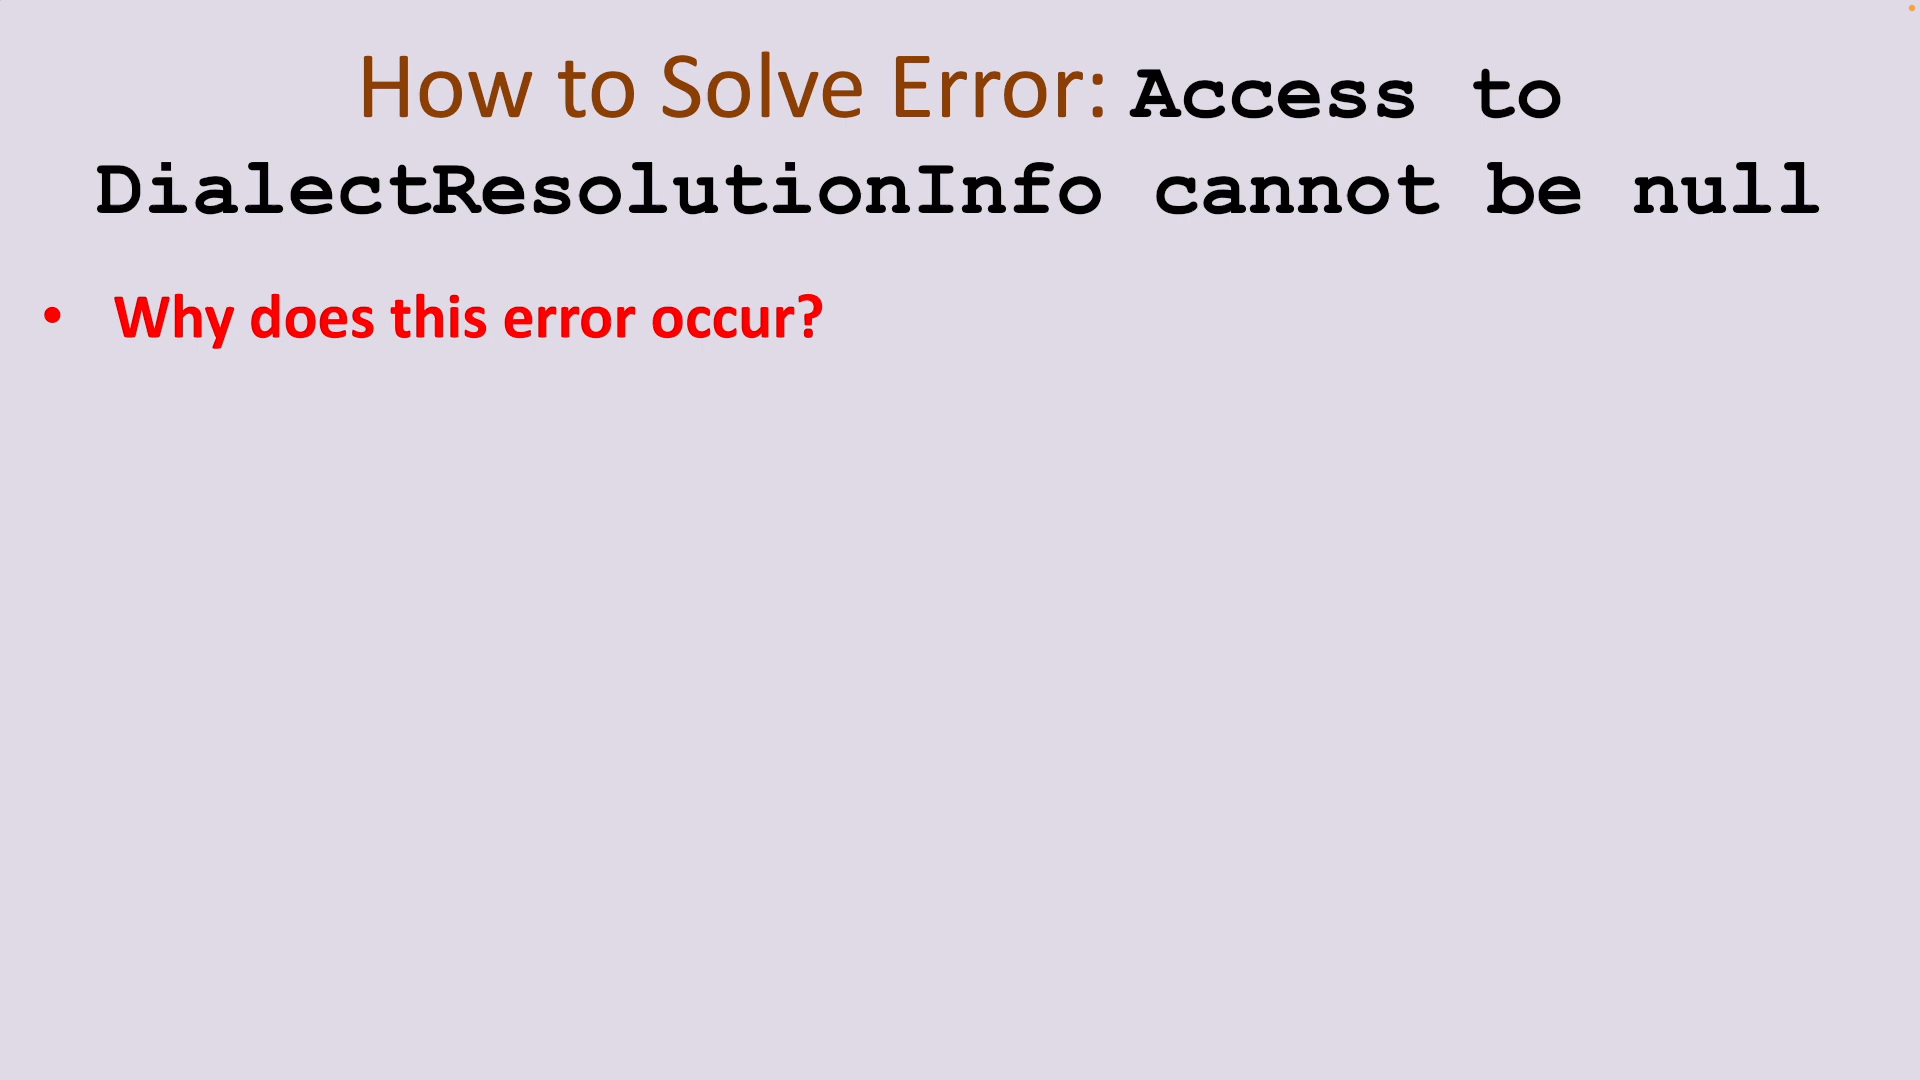 How to Solve Error: Access to
DialectResolutionInfo cannot be null
• Why does this error occur?